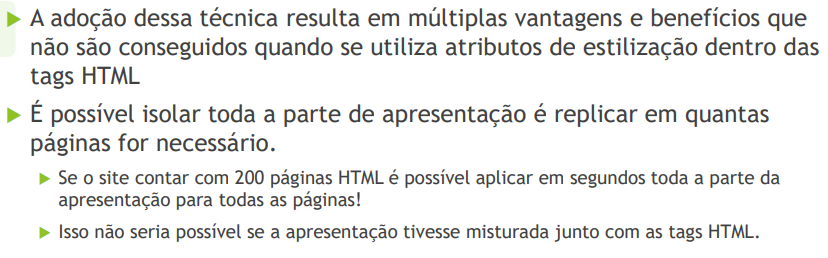 A adoção dessa técnica resulta em múltiplas vantagens e benefícios que
não são conseguidos quando se utiliza atributos de estilização dentro das
tags HTML
É possível isolar toda a parte de apresentação é replicar em quantas
páginas for necessário.
Se o site contar com 200 páginas HTML é possível aplicar em segundos toda a parte da
apresentação para todas as páginas!
Isso não seria possível se a apresentação tivesse misturada junto com as tags HTML.